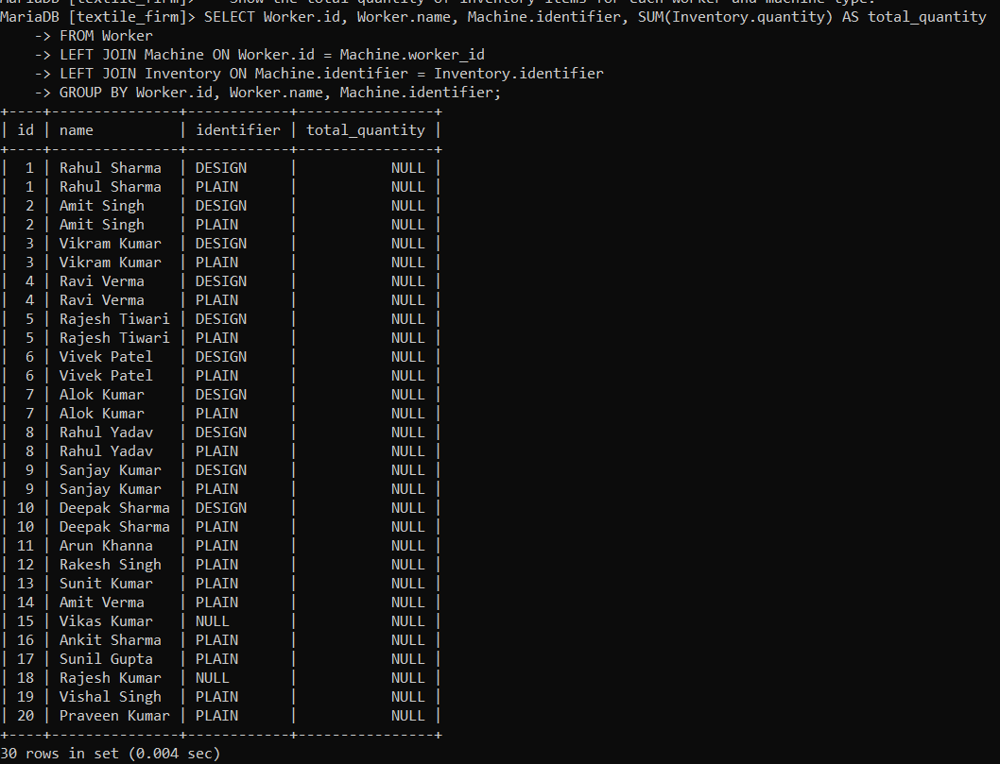 MariaDB [textile_firm]> -- Show the total quantity of inventory items for each worker and machine type.
MariaDB [textile_firm]> SELECT Worker.id, Worker.name, Machine.identifier, SUM(Inventory.quantity) AS total_quantity
    -> FROM Worker
    -> LEFT JOIN Machine ON Worker.id = Machine.worker_id
    -> LEFT JOIN Inventory ON Machine.identifier = Inventory.identifier
    -> GROUP BY Worker.id, Worker.name, Machine.identifier;
+----+---------------+------------+----------------+
| id | name          | identifier | total_quantity |
+----+---------------+------------+----------------+
|  1 | Rahul Sharma  | DESIGN     |           NULL |
|  1 | Rahul Sharma  | PLAIN      |           NULL |
|  2 | Amit Singh    | DESIGN     |           NULL |
|  2 | Amit Singh    | PLAIN      |           NULL |
|  3 | Vikram Kumar  | DESIGN     |           NULL |
|  3 | Vikram Kumar  | PLAIN      |           NULL |
|  4 | Ravi Verma    | DESIGN     |           NULL |
|  4 | Ravi Verma    | PLAIN      |           NULL |
|  5 | Rajesh Tiwari | DESIGN     |           NULL |
|  5 | Rajesh Tiwari | PLAIN      |           NULL |
|  6 | Vivek Patel   | DESIGN     |           NULL |
|  6 | Vivek Patel   | PLAIN      |           NULL |
|  7 | Alok Kumar    | DESIGN     |           NULL |
|  7 | Alok Kumar    | PLAIN      |           NULL |
|  8 | Rahul Yadav   | DESIGN     |           NULL |
|  8 | Rahul Yadav   | PLAIN      |           NULL |
|  9 | Sanjay Kumar  | DESIGN     |           NULL |
|  9 | Sanjay Kumar  | PLAIN      |           NULL |
| 10 | Deepak Sharma | DESIGN     |           NULL |
| 10 | Deepak Sharma | PLAIN      |           NULL |
| 11 | Arun Khanna   | PLAIN      |           NULL |
| 12 | Rakesh Singh  | PLAIN      |           NULL |
| 13 | Sunit Kumar   | PLAIN      |           NULL |
| 14 | Amit Verma    | PLAIN      |           NULL |
| 15 | Vikas Kumar   | NULL       |           NULL |
| 16 | Ankit Sharma  | PLAIN      |           NULL |
| 17 | Sunil Gupta   | PLAIN      |           NULL |
| 18 | Rajesh Kumar  | NULL       |           NULL |
| 19 | Vishal Singh  | PLAIN      |           NULL |
| 20 | Praveen Kumar | PLAIN      |           NULL |
+----+---------------+------------+----------------+
30 rows in set (0.004 sec)